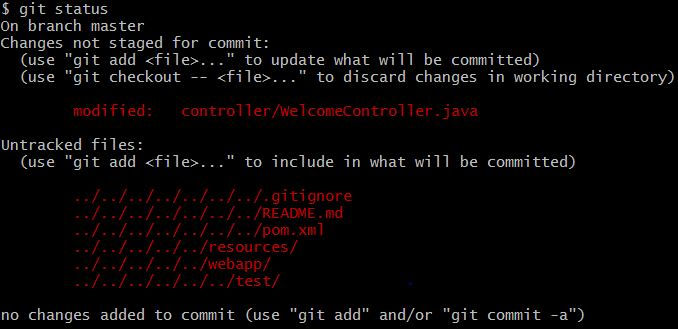 $ git status
On branch master
Changes not staged for commit:
  (use "git add <file>..." to update what will be committed)
  (use "git checkout -- <file>..." to discard changes in working directory)

        modified:   controller/WelcomeController.java

Untracked files:
  (use "git add <file>..." to include in what will be committed)

        ../../../../../../../.gitignore
        ../../../../../../../README.md
        ../../../../../../../pom.xml
        ../../../../../resources/
        ../../../../../webapp/
        ../../../../../../test/

no changes added to commit (use "git add" and/or "git commit -a")